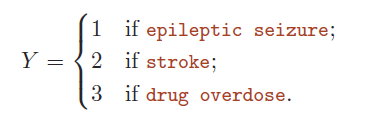 1 if epileptic seizure;
Y = 2 if stroke;
3 if drug overdose.